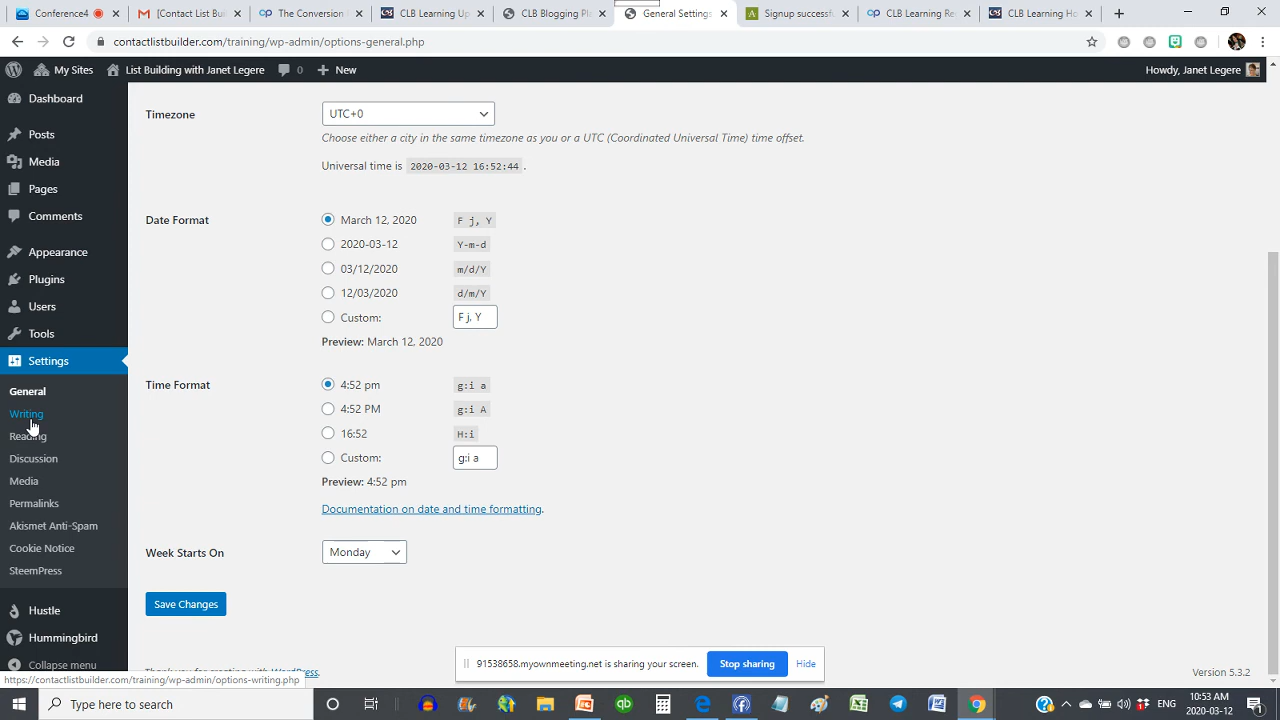 Conference4
[Contact List Bui
The Conversion
CLB Learning Up
CLB Blogging Pla
General Settings
Signup successfu
CLB Learning Re
CLB Learning Ho
contactlistbuilder.com/training/wp-admin/options-general.php
My Sites List Building with Janet Legere 0 New Howdy, Janet Legere
Dashboard
Posts
Media
Pages
Comments
Appearance
Plugins
Users
Tools
Settings
General
Writing
Reading
Discussion
Media
Permalinks
Akismet Anti-Spam
Cookie Notice
SteemPress
Hustle
Hummingbird
Collapse menu
https://contactlistbuilder.com/training/wp-admin/options-writing.php
Timezone UTC+0
Choose either a city in the same timezone as you or a UTC (Coordinated Universal Time) time offset.
Universal time is 2020-03-12 16:52:44 .
Date Format March 12, 2020 F j, Y
2020-03-12 Y-m-d
03/12/2020 m/d/Y
12/03/2020 d/m/Y
Custom: F j, Y
Preview: March 12, 2020
Time Format 4:52 pm g:i a
4:52 PM g:i A
16:52 H:i
Custom: g:i a
Preview: 4:52 pm
Documentation on date and time formatting.
Week Starts On Monday
Save Changes
Thank you for creating with WordPress.
91538658.myownmeeting.net is sharing your screen. Stop sharing Hide
Version 5.3.2
Type here to search
ENG
10:53 AM
2020-03-12